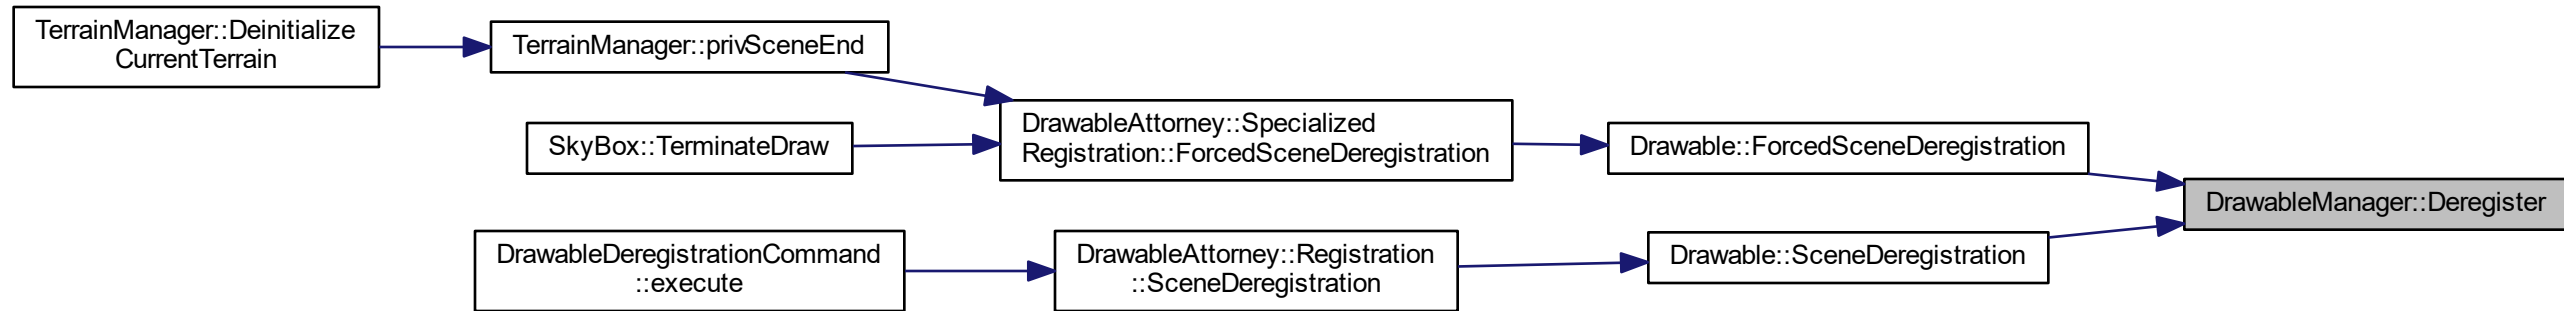 TerrainManager::Deinitialize
CurrentTerrain
TerrainManager::privSceneEnd
SkyBox::TerminateDraw
DrawableAttorney::Specialized
Registration::ForcedSceneDeregistration
Drawable::ForcedSceneDeregistration
DrawableManager::Deregister
DrawableDeregistrationCommand
::execute
DrawableAttorney::Registration
::SceneDeregistration
Drawable::SceneDeregistration